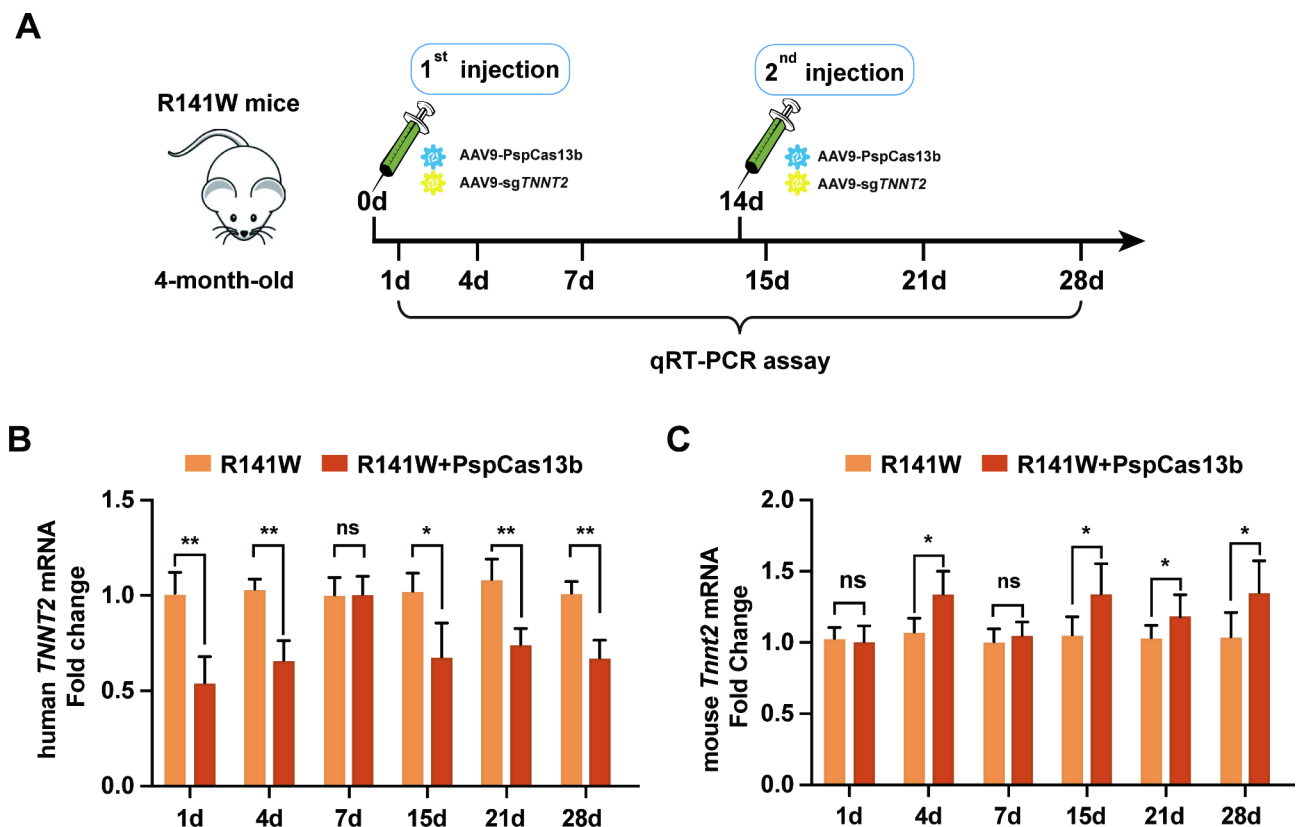 A
1st injection
2nd injection
R141W mice
AAV9-PspCas13b
AAV9-sgTNNT2
AAV9-PspCas13b
AAV9-sgTNNT2
0d
14d
4-month-old
1d 4d 7d 15d 21d 28d
qRT-PCR assay
B
R141W R141W+PspCas13b
human TNNT2 mRNA
Fold change
1.5
1.0
0.5
0.0
** ** ns * ** **
1d 4d 7d 15d 21d 28d
C
R141W R141W+PspCas13b
mouse Tnnt2 mRNA
Fold Change
2.0
1.5
1.0
0.5
0.0
ns * ns * * *
1d 4d 7d 15d 21d 28d